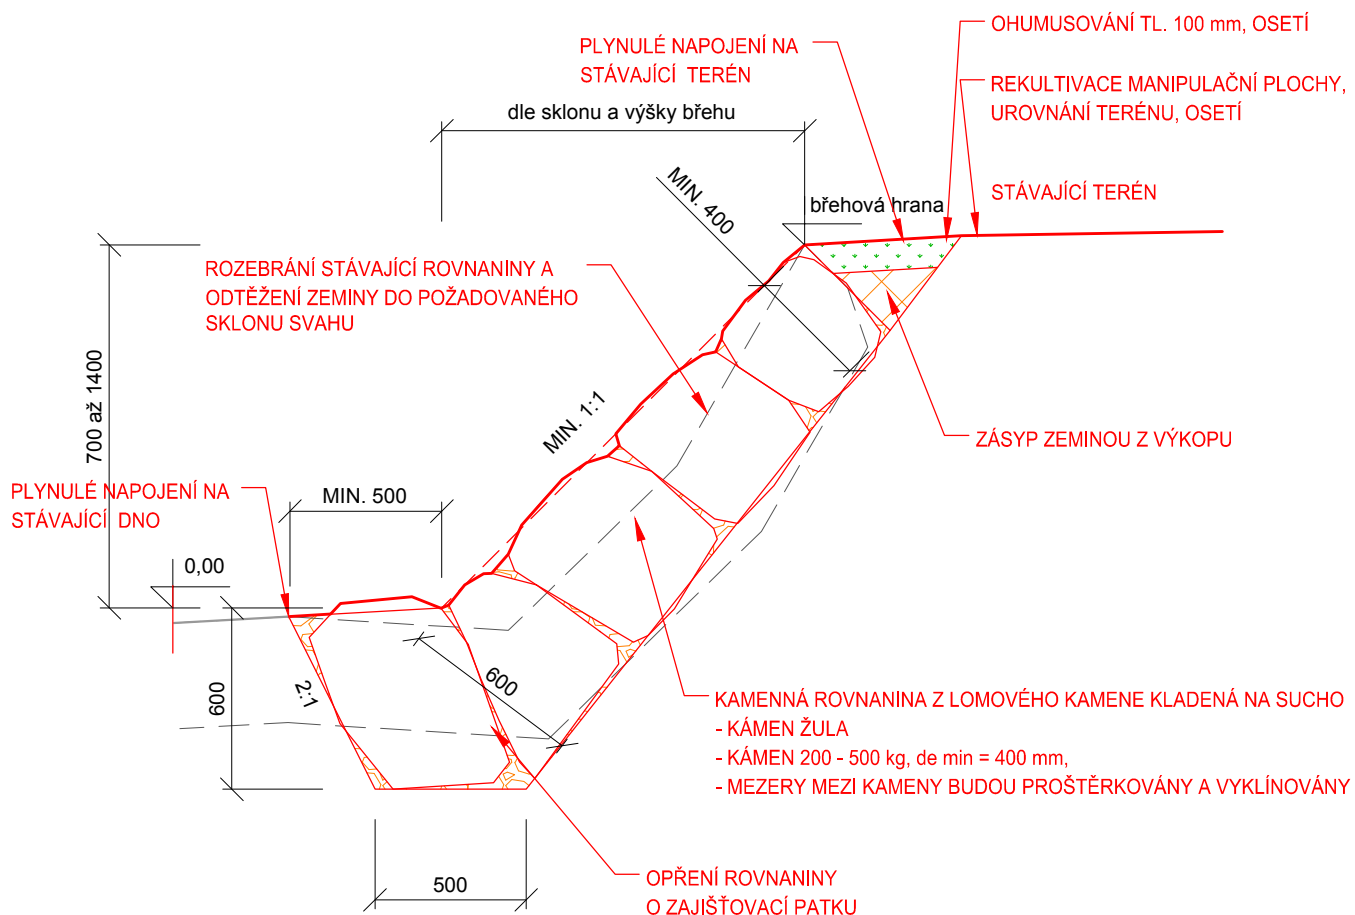 OHUMUSOVÁNÍ TL. 100 mm, OSETÍ
PLYNULÉ NAPOJENÍ NA
STÁVAJÍCÍ TERÉN
REKULTIVACE MANIPULAČNÍ PLOCHY,
UROVNÁNÍ TERÉNU, OSETÍ
dle sklonu a výšky břehu
STÁVAJÍCÍ TERÉN
MIN. 400
břehová hrana
ROZEBRÁNÍ STÁVAJÍCÍ ROVNANINY A
ODTĚŽENÍ ZEMINY DO POŽADOVANÉHO
SKLONU SVAHU
700 až 1400
MIN. 1:1
ZÁSYP ZEMINOU Z VÝKOPU
PLYNULÉ NAPOJENÍ NA
STÁVAJÍCÍ DNO
MIN. 500
0,00
600
2:1
600
KAMENNÁ ROVNANINA Z LOMOVÉHO KAMENE KLADENÁ NA SUCHO
- KÁMEN ŽULA
- KÁMEN 200 - 500 kg, de min = 400 mm,
- MEZERY MEZI KAMENY BUDOU PROŠTĚRKOVÁNY A VYKLÍNOVÁNY
500
OPŘENÍ ROVNANINY
O ZAJIŠŤOVACÍ PATKU